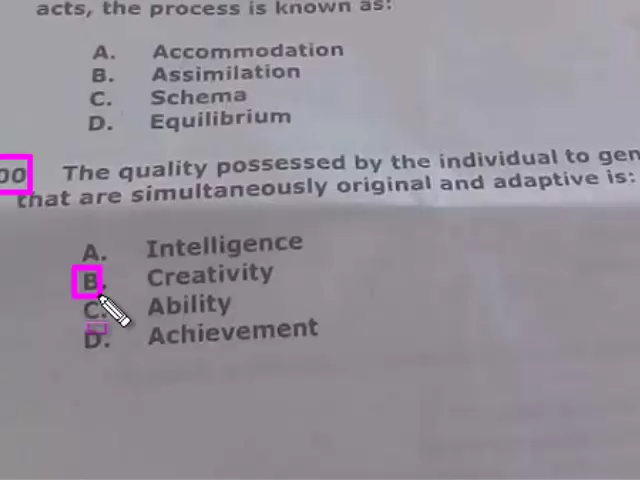 acts, the process is known as:
A. Accommodation
B. Assimilation
C. Schema
D. Equilibrium
00 The quality possessed by the individual to gen
that are simultaneously original and adaptive is:
A. Intelligence
B. Creativity
C. Ability
D. Achievement